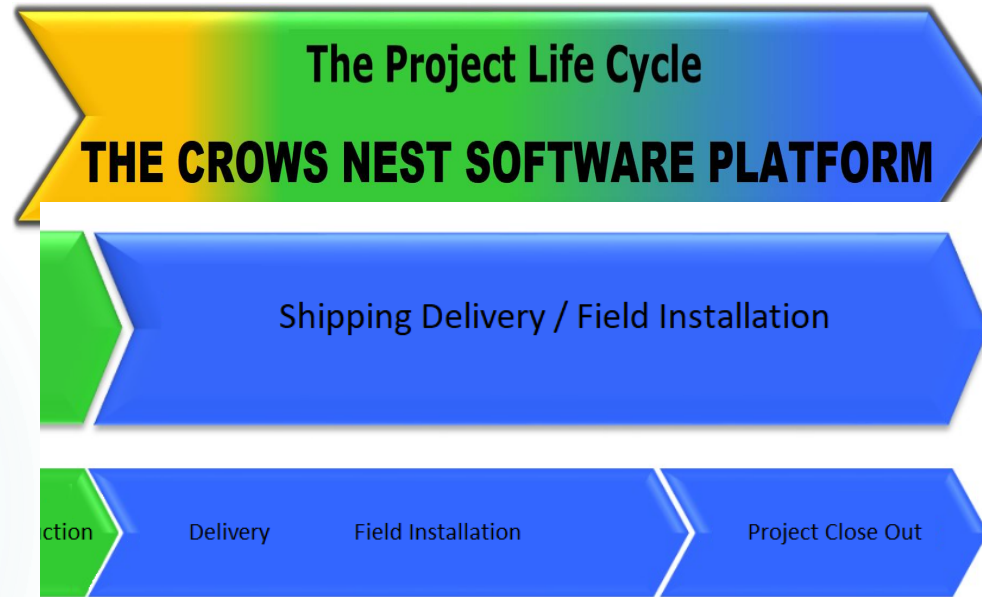 The Project Life Cycle
THE CROWS NEST SOFTWARE PLATFORM
Shipping Delivery / Field Installation
ction Delivery Field Installation Project Close Out